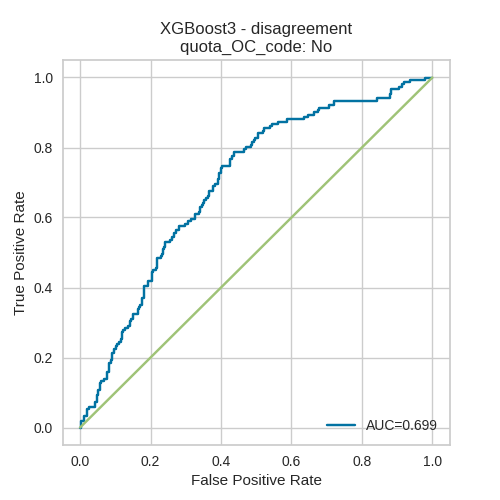 XGBoost3 - disagreement
quota_OC_code: No
1.0
0.8
0.6
0.4
0.2
0.0
True Positive Rate
AUC=0.699
0.0 0.2 0.4 0.6 0.8 1.0
False Positive Rate